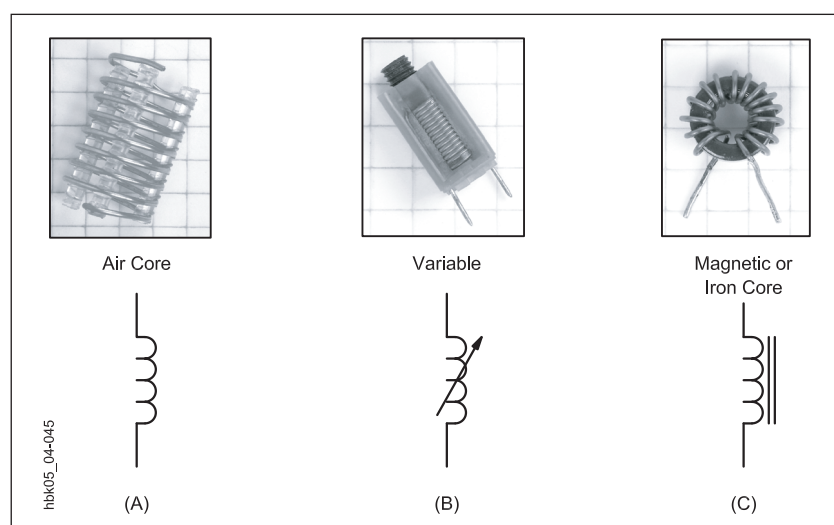 Air Core
Variable
Magnetic or
Iron Core
hbk05_04-045
(A)
(B)
(C)